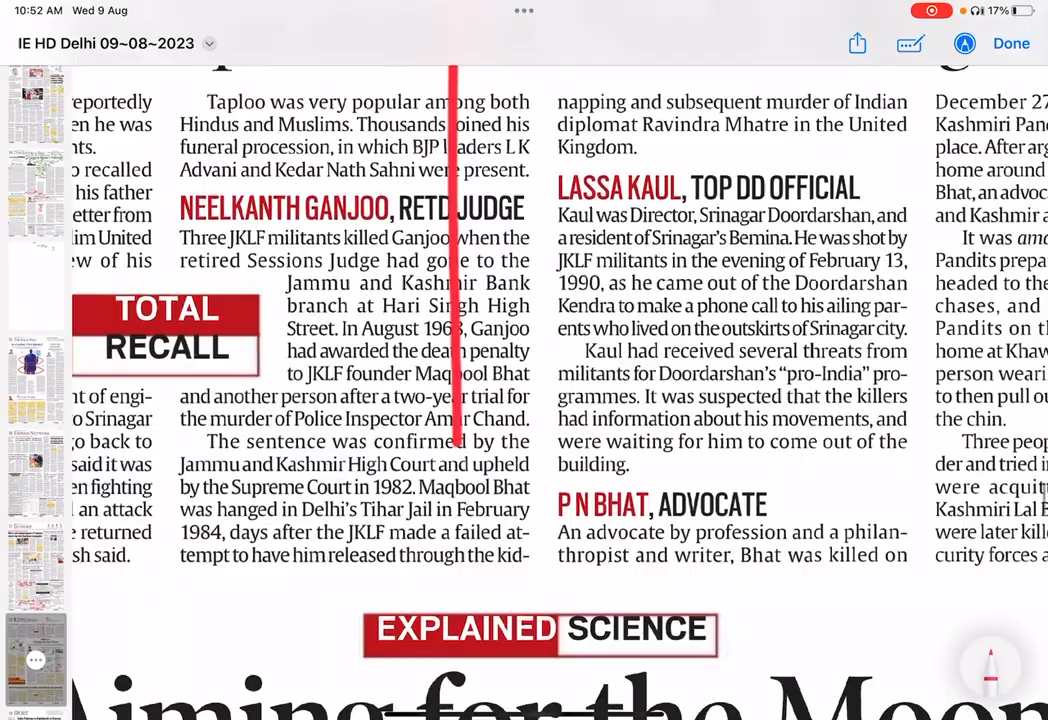 10:52 AM Wed 9 Aug
17%
IE HD Delhi 09~08~2023
Done
reportedly
en he was
nts.
recalled
his father
etter from
lim United
ew of his
TOTAL
RECALL
nt of engi-
o Srinagar
go back to
said it was
en fighting
an attack
returned
sh said.
Taploo was very popular among both
Hindus and Muslims. Thousands joined his
funeral procession, in which BJP leaders L K
Advani and Kedar Nath Sahni were present.
NEELKANTH GANJOO, RETD JUDGE
Three JKLF militants killed Ganjoo when the
retired Sessions Judge had gone to the
Jammu and Kashmir Bank
branch at Hari Singh High
Street. In August 1968, Ganjoo
had awarded the death penalty
to JKLF founder Maqbool Bhat
and another person after a two-year trial for
the murder of Police Inspector Amar Chand.
The sentence was confirmed by the
Jammu and Kashmir High Court and upheld
by the Supreme Court in 1982. Maqbool Bhat
was hanged in Delhi's Tihar Jail in February
1984, days after the JKLF made a failed at-
tempt to have him released through the kid-
napping and subsequent murder of Indian
diplomat Ravindra Mhatre in the United
Kingdom.
LASSA KAUL, TOP DD OFFICIAL
Kaul was Director, Srinagar Doordarshan, and
a resident of Srinagar's Bemina. He was shot by
JKLF militants in the evening of February 13,
1990, as he came out of the Doordarshan
Kendra to make a phone call to his ailing par-
ents who lived on the outskirts of Srinagar city.
Kaul had received several threats from
militants for Doordarshan's "pro-India" pro-
grammes. It was suspected that the killers
had information about his movements, and
were waiting for him to come out of the
building.
P N BHAT, ADVOCATE
An advocate by profession and a philan-
thropist and writer, Bhat was killed on
December 27
Kashmiri Pan
place. After arg
home around
Bhat, an advoc
and Kashmir a
It was amo
Pandits prepa
headed to the
chases, and
Pandits on th
home at Khaw
person weari
to then pull ou
the chin.
Three peop
der and tried in
were acquitt
Kashmiri Lal B
were later kille
curity forces a
EXPLAINED SCIENCE
Aiming for the Moon